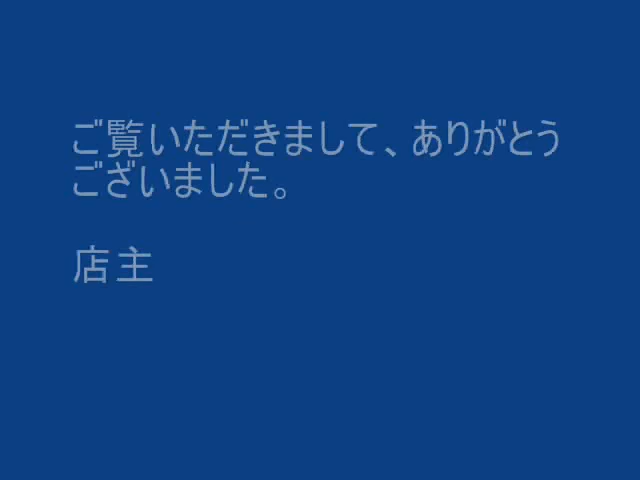 ご覧いただきまして、ありがとう
ございました。
店主